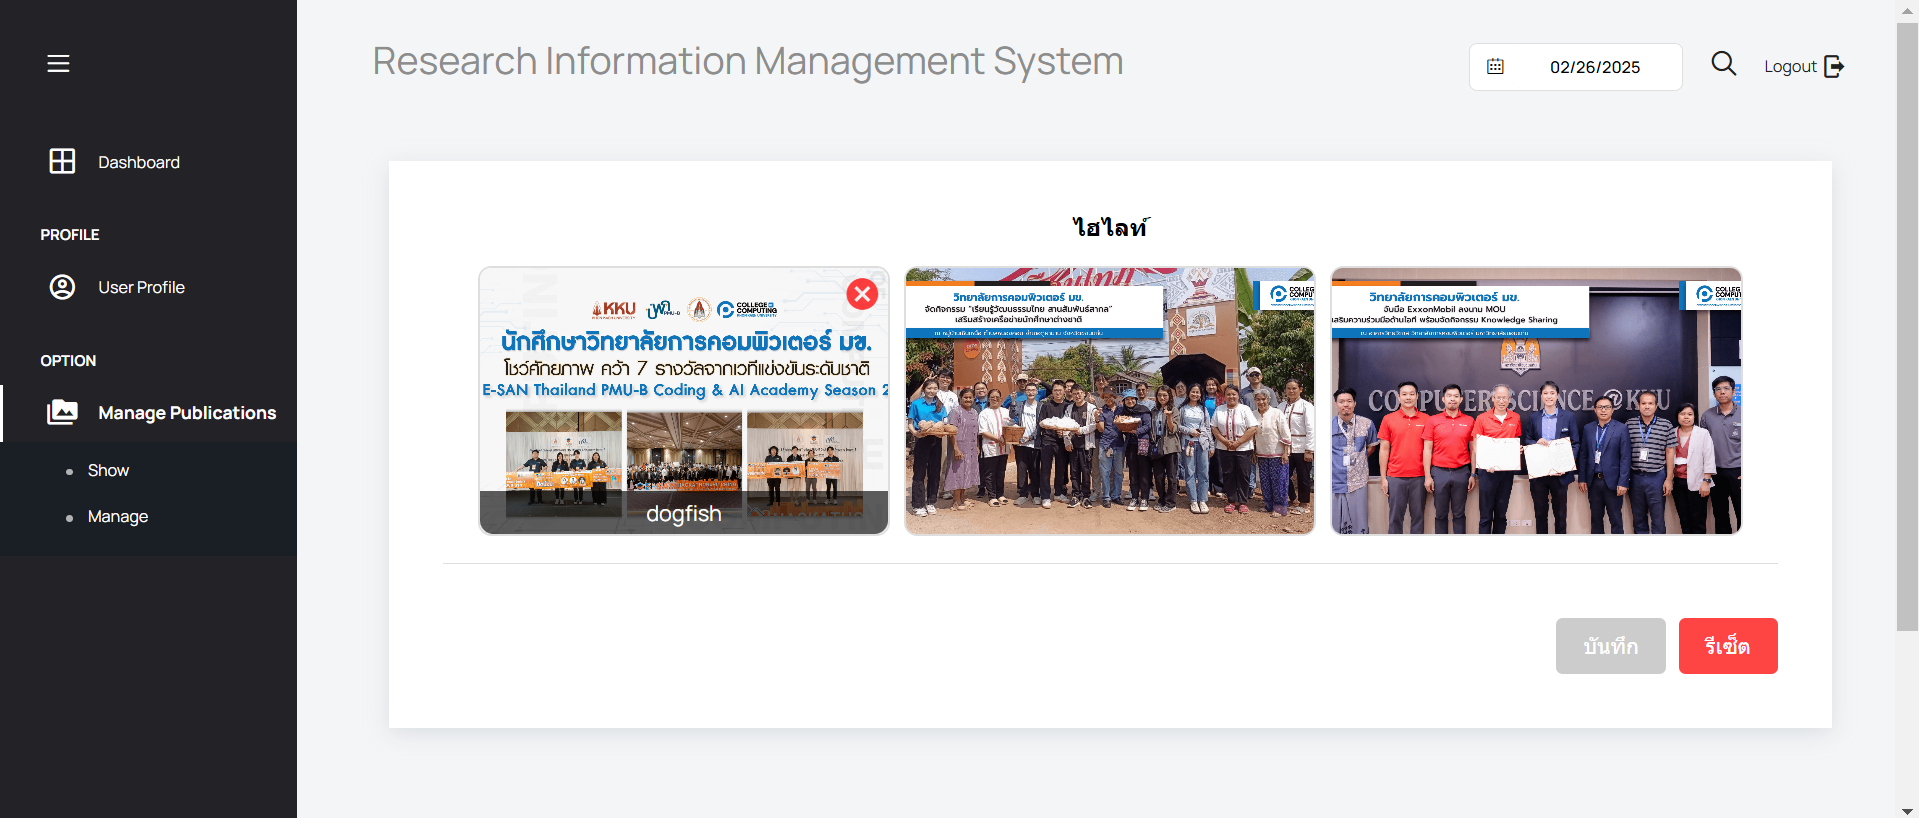 Research Information Management System
02/26/2025
Logout
Dashboard
PROFILE
User Profile
OPTION
Manage Publications
Show
Manage
ไฮไลท์
KKU
PMU-B
COLLEGE OF
COMPUTING
นักศึกษาวิทยาลัยการคอมพิวเตอร์ มข.
โชว์ศักยภาพ คว้า 7 รางวัลจากเวทีแข่งขันระดับชาติ
E-SAN Thailand PMU-B Coding & AI Academy Season 2
dogfish
วิทยาลัยการคอมพิวเตอร์ มข.
จัดกิจกรรม "เรียนรู้วัฒนธรรมไทย สานสัมพันธ์สากล"
เสริมสร้างเครือข่ายนักศึกษาต่างชาติ
วิทยาลัยการคอมพิวเตอร์ มข.
จับมือ ExxonMobil ลงนาม MOU
เสริมความร่วมมือด้านไอที พร้อมจัดกิจกรรม Knowledge Sharing
COMPUTER SCIENCE @ KKU
บันทึก
รีเซ็ต